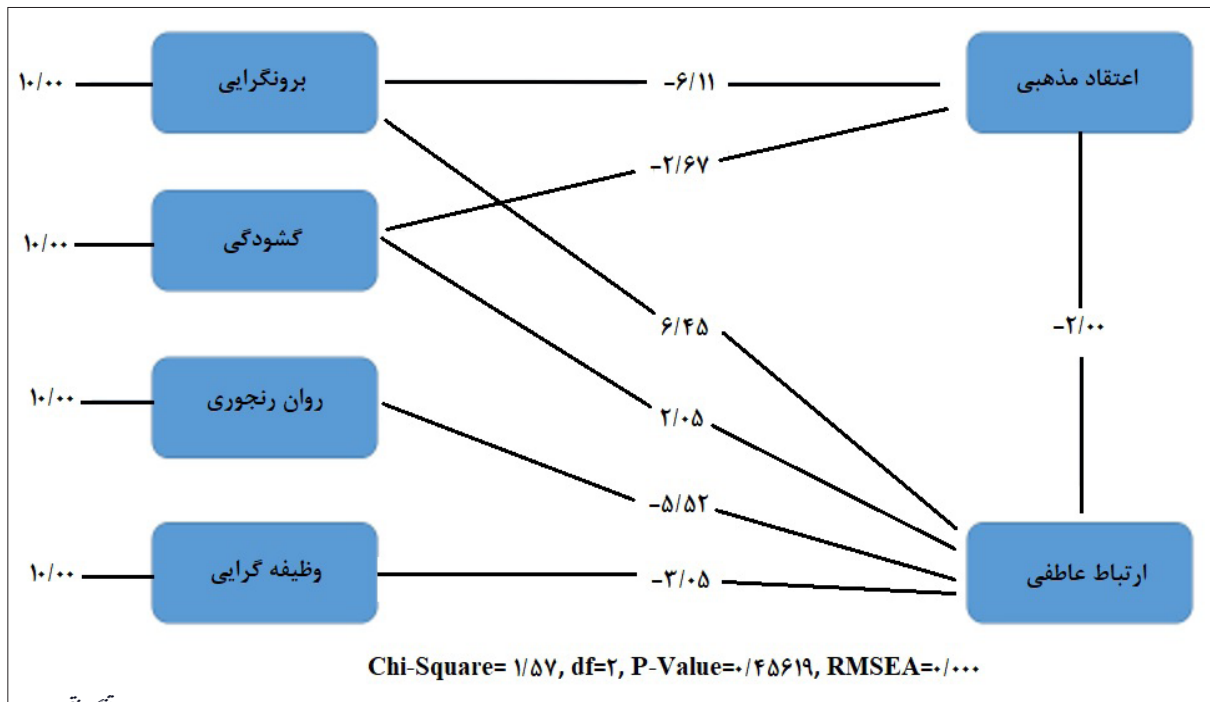 ۱۰/۰۰
برونگرایی
-۶/۱۱
اعتقاد مذهبی
-۲/۶۷
۱۰/۰۰
گشودگی
۶/۴۵
-۲/۰۰
۱۰/۰۰
روان رنجوری
۲/۰۵
-۵/۵۲
۱۰/۰۰
وظیفه گرایی
-۳/۰۵
ارتباط عاطفی
Chi-Square= ۱/۵۷, df=۲, P-Value=۰/۴۵۶۱۹, RMSEA=۰/۰۰۰